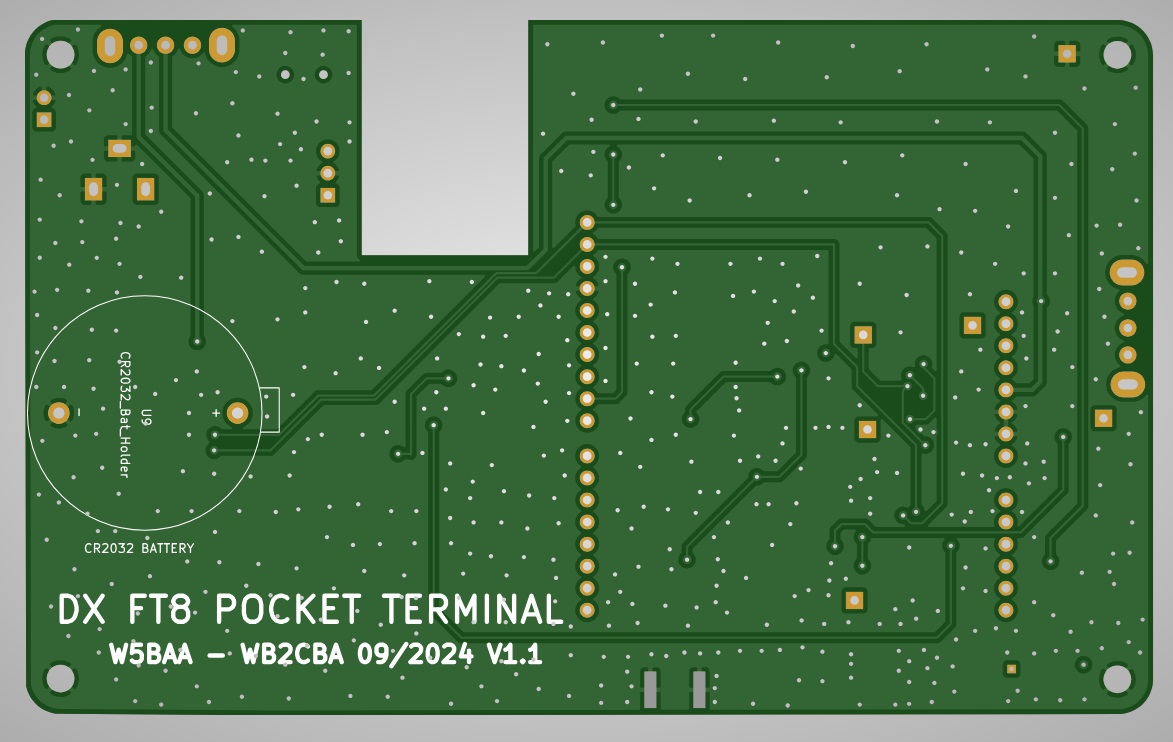 CR2032_Bat_Holder
U9
- +
CR2032 BATTERY
DX FT8 POCKET TERMINAL
W5BAA - WB2CBA 09/2024 V1.1